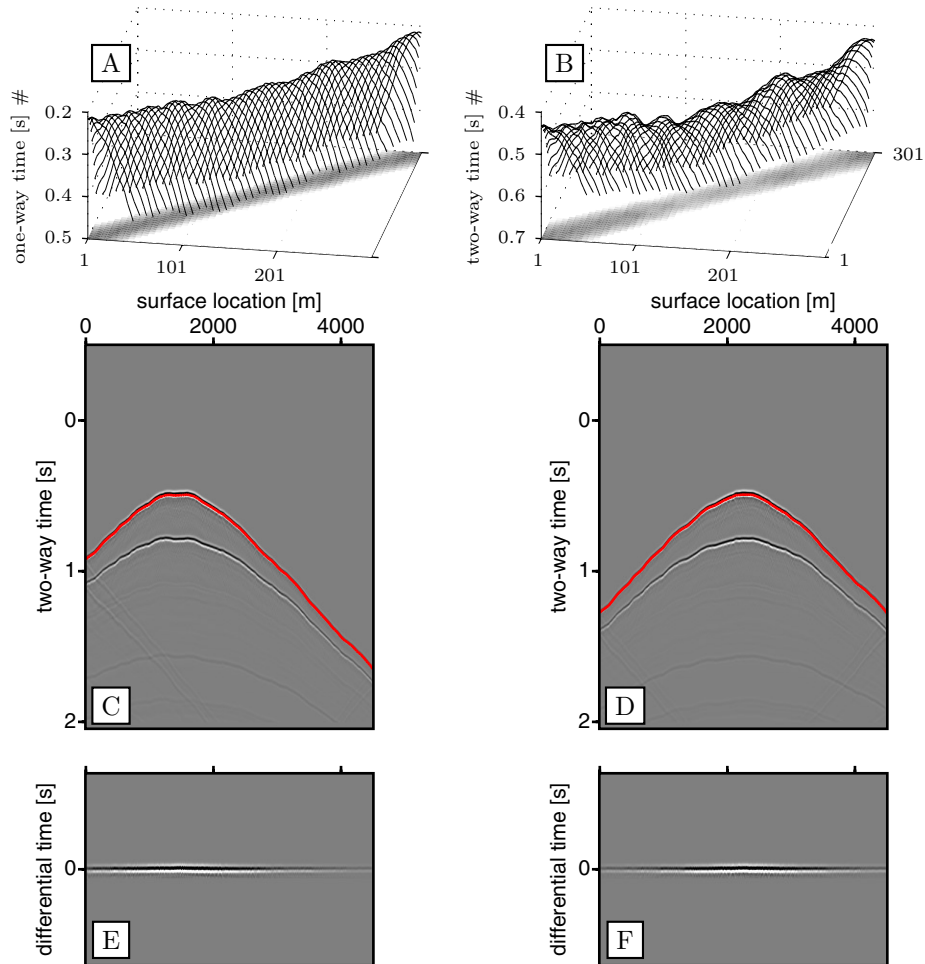 A
B
one-way time [s] #
0.2
0.3
0.4
0.5
1
101
201
two-way time [s] #
0.4
0.5
0.6
0.7
1
101
201
1
301
surface location [m]
0
2000
4000
surface location [m]
0
2000
4000
two-way time [s]
0
1
2
C
two-way time [s]
0
1
2
D
differential time [s]
0
E
differential time [s]
0
F